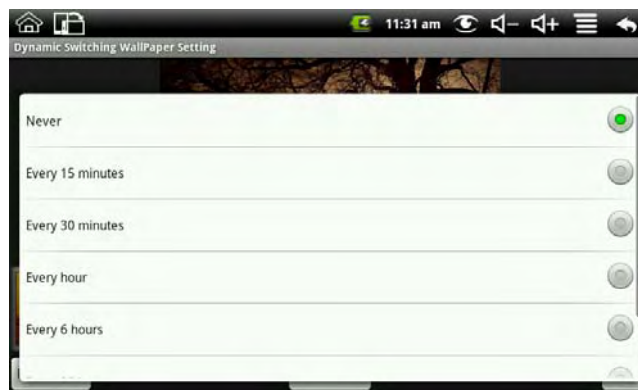 11:31 am
Dynamic Switching WallPaper Setting
Never
Every 15 minutes
Every 30 minutes
Every hour
Every 6 hours